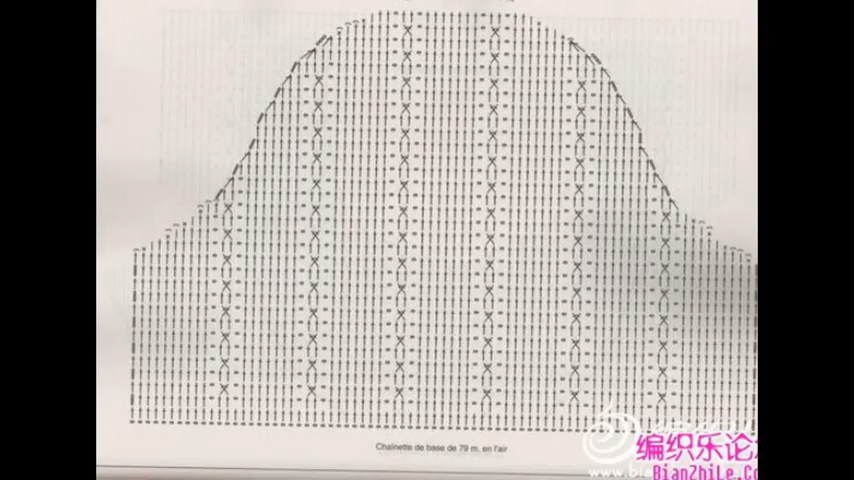 Chaînette de base de 79 m. en l'air
编织乐论
BianZhiLe.Co